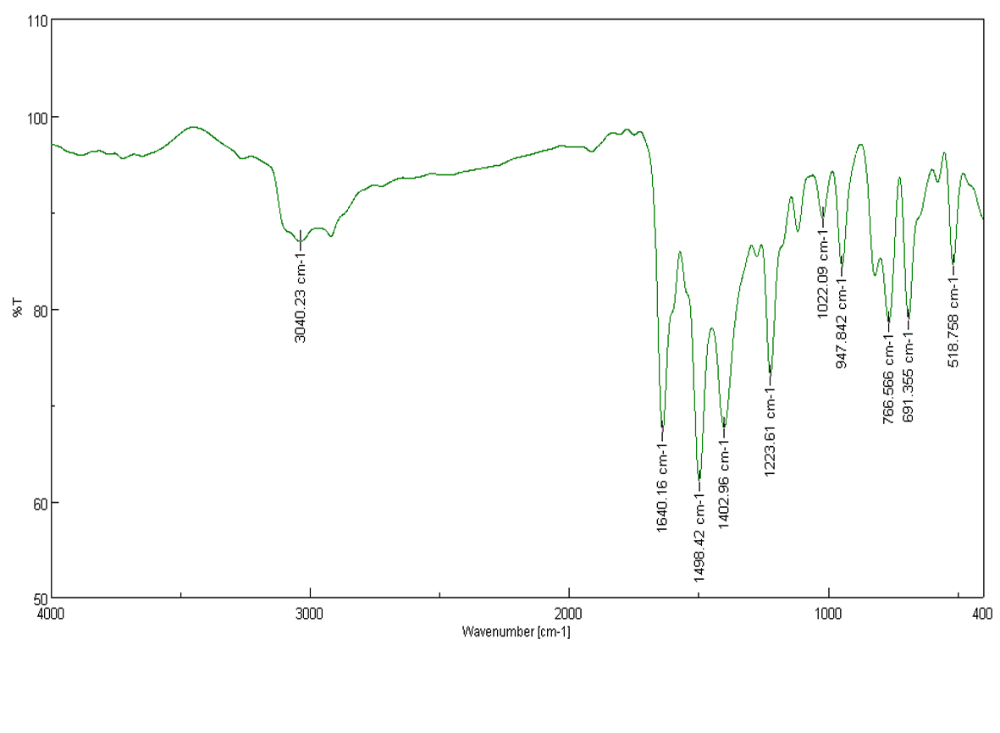 110
100
80
60
50
%T
3040.23 cm-1
1640.16 cm-1
1498.42 cm-1
1402.96 cm-1
1223.61 cm-1
1022.09 cm-1
947.842 cm-1
766.566 cm-1
691.355 cm-1
518.758 cm-1
4000 3000 2000 1000 400
Wavenumber [cm-1]